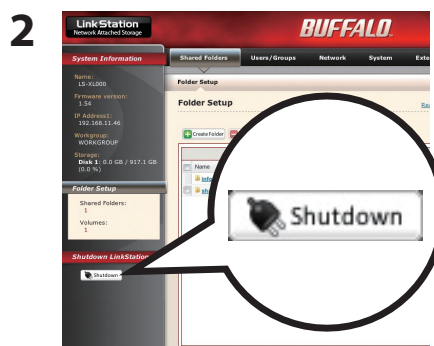 2
LinkStation
Network Attached Storage
BUFFALO
System Information
Shared Folders Users/Groups Network System
Name:
LS-XL000
Firmware version:
1.54
IP Address1:
192.168.11.46
Workgroup:
WORKGROUP
Storage:
Disk 1: 0.0 GB / 917.1 GB
(0.0 %)
Folder Setup
Folder Setup
Create Folder
Name
info
Folder Setup
Shared Folders:
1
Volumes:
1
Shutdown LinkStation
Shutdown
Shutdown